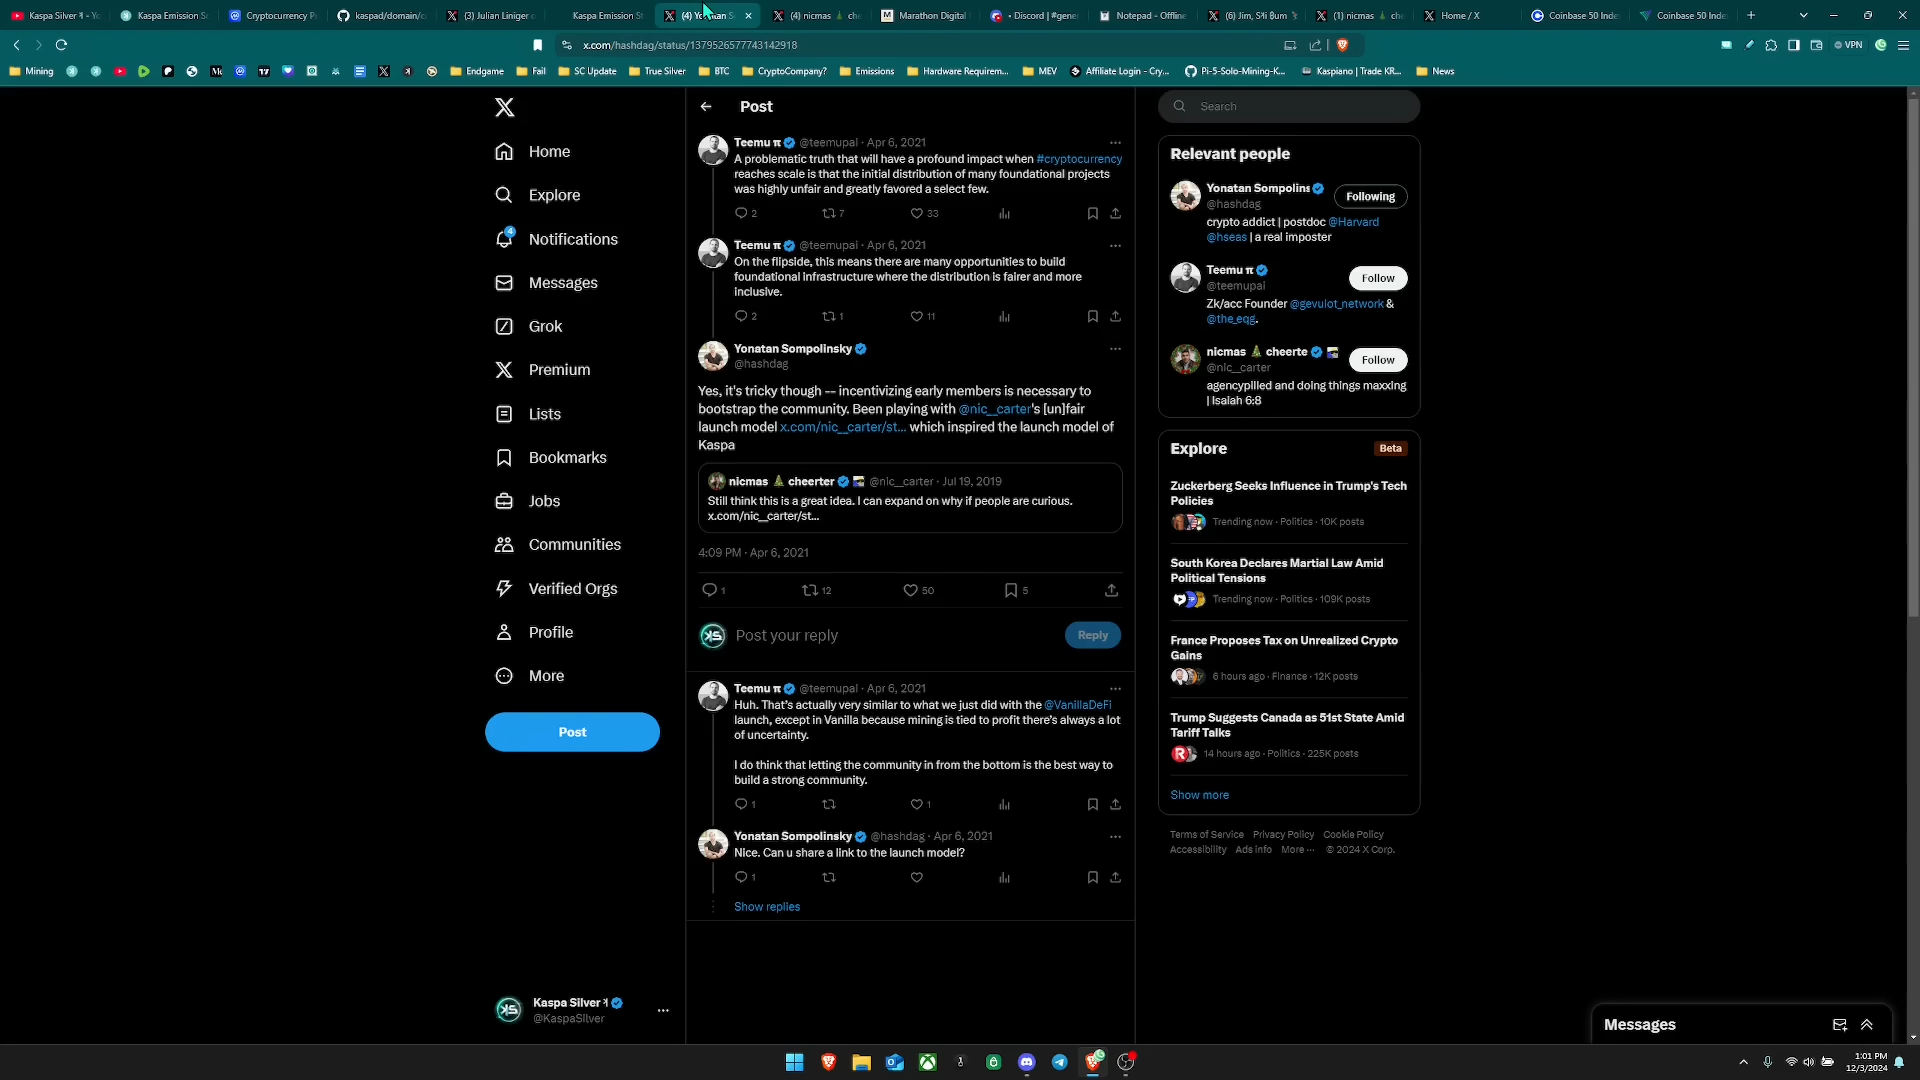 Kaspa Silver
Kaspa Emission S
Cryptocurrency P
kaspad/domain/c
(3) Julian Liniger
Kaspa Emission S
(4) nicmas
Marathon Digital
• Discord | #gener
Notepad - Offline
(6) Jim,
(1) nicmas
Home / X
Coinbase 50 Inde
Coinbase 50 Inde
x.com/hashdag/status/1379526577743142918
VPN
Mining
Endgame
Fail
SC Update
True Silver
BTC
CryptoCompany?
Emissions
Hardware Requirem...
MEV
Affiliate Login - Cry...
Pi-5-Solo-Mining-K...
Kaspiano | Trade KR...
News
Home
Explore
4
Notifications
Messages
Grok
Premium
Lists
Bookmarks
Jobs
Communities
Verified Orgs
Profile
More
Post
Kaspa Silver
@KaspaSilver
Post
Teemu π @teemupai · Apr 6, 2021
A problematic truth that will have a profound impact when #cryptocurrency
reaches scale is that the initial distribution of many foundational projects
was highly unfair and greatly favored a select few.
2 7 33
Teemu π @teemupai · Apr 6, 2021
On the flipside, this means there are many opportunities to build
foundational infrastructure where the distribution is fairer and more
inclusive.
2 1 11
Yonatan Sompolinsky
@hashdag
Yes, it's tricky though -- incentivizing early members is necessary to
bootstrap the community. Been playing with @nic__carter's [un]fair
launch model x.com/nic__carter/st... which inspired the launch model of
Kaspa
nicmas 🎄 cheerter @nic__carter · Jul 19, 2019
Still think this is a great idea. I can expand on why if people are curious.
x.com/nic__carter/st...
4:09 PM · Apr 6, 2021
1 12 50 5
Post your reply
Reply
Teemu π @teemupai · Apr 6, 2021
Huh. That's actually very similar to what we just did with the @VanillaDeFi
launch, except in Vanilla because mining is tied to profit there's always a lot
of uncertainty.
I do think that letting the community in from the bottom is the best way to
build a strong community.
1 1
Yonatan Sompolinsky @hashdag · Apr 6, 2021
Nice. Can u share a link to the launch model?
1
Show replies
Search
Relevant people
Yonatan Sompolins
@hashdag
Following
crypto addict | postdoc @Harvard
@hseas | a real imposter
Teemu π
@teemupai
Follow
Zk/acc Founder @gevulot_network &
@the_eqg.
nicmas 🎄 cheerte
@nic__carter
Follow
agencypilled and doing things maxxing
| Isaiah 6:8
Explore
Beta
Zuckerberg Seeks Influence in Trump's Tech
Policies
Trending now · Politics · 10K posts
South Korea Declares Martial Law Amid
Political Tensions
Trending now · Politics · 109K posts
France Proposes Tax on Unrealized Crypto
Gains
6 hours ago · Finance · 12K posts
Trump Suggests Canada as 51st State Amid
Tariff Talks
14 hours ago · Politics · 225K posts
Show more
Terms of Service Privacy Policy Cookie Policy
Accessibility Ads info More ··· © 2024 X Corp.
Messages
1:01 PM
12/3/2024